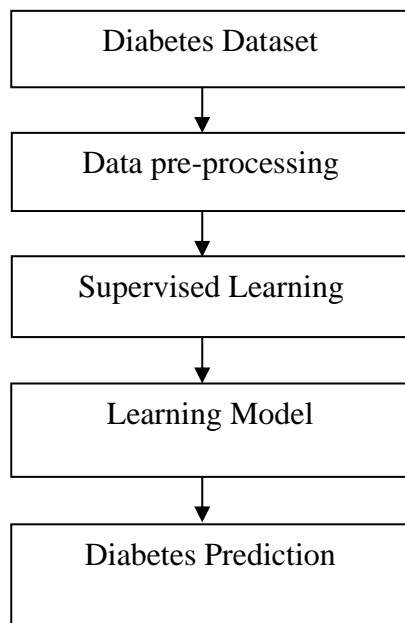 Diabetes Dataset
Data pre-processing
Supervised Learning
Learning Model
Diabetes Prediction